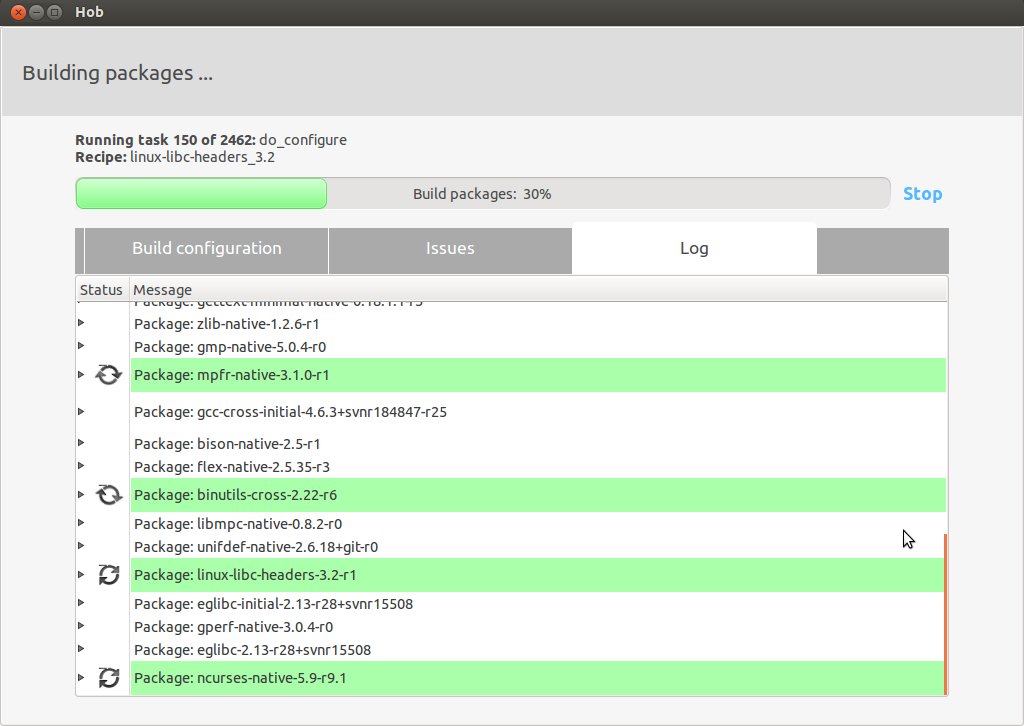 Hob
Building packages ...
Running task 150 of 2462: do_configure
Recipe: linux-libc-headers_3.2
Build packages: 30%
Stop
Build configuration
Issues
Log
Status
Message
Package: zlib-native-1.2.6-r1
Package: gmp-native-5.0.4-r0
Package: mpfr-native-3.1.0-r1
Package: gcc-cross-initial-4.6.3+svnr184847-r25
Package: bison-native-2.5-r1
Package: flex-native-2.5.35-r3
Package: binutils-cross-2.22-r6
Package: libmpc-native-0.8.2-r0
Package: unifdef-native-2.6.18+git-r0
Package: linux-libc-headers-3.2-r1
Package: eglibc-initial-2.13-r28+svnr15508
Package: gperf-native-3.0.4-r0
Package: eglibc-2.13-r28+svnr15508
Package: ncurses-native-5.9-r9.1